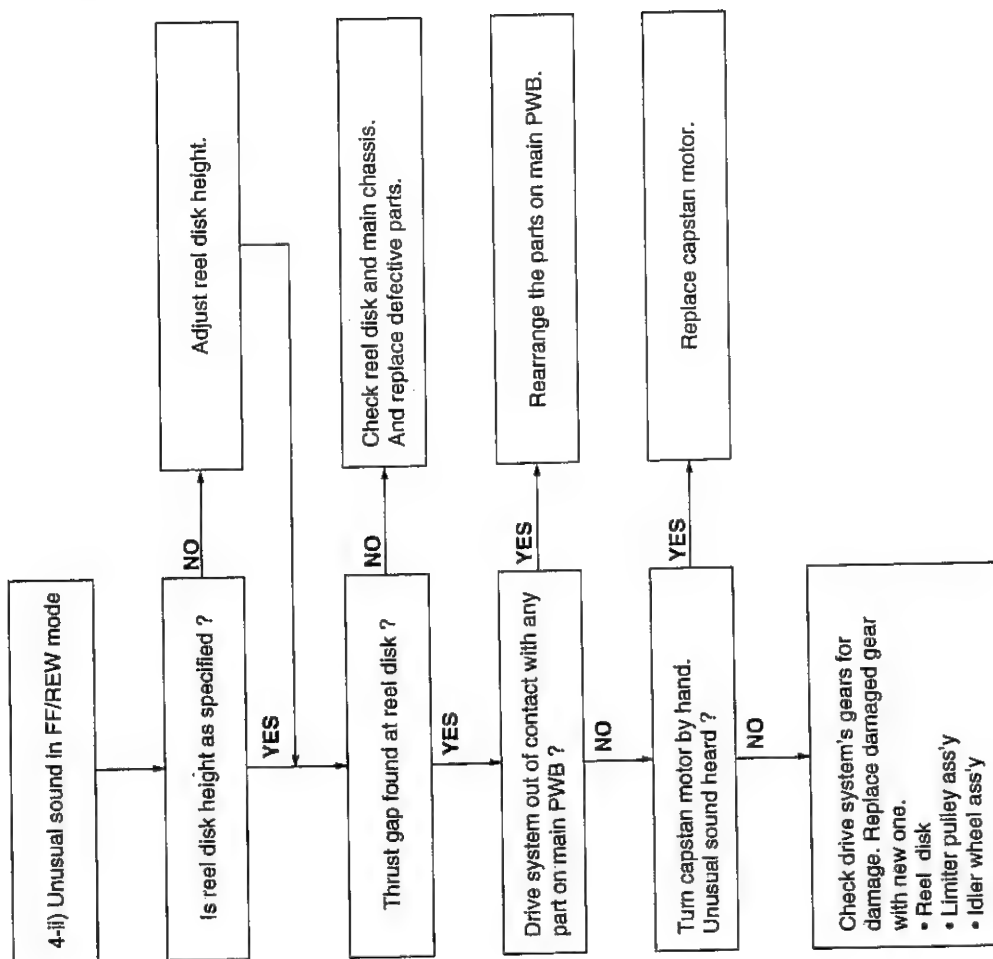 4-ii) Unusual sound in FF/REW mode
Is reel disk height as specified ?
NO
Adjust reel disk height.
YES
Thrust gap found at reel disk ?
NO
Check reel disk and main chassis.
And replace defective parts.
YES
Drive system out of contact with any
part on main PWB ?
YES
Rearrange the parts on main PWB.
NO
Turn capstan motor by hand.
Unusual sound heard ?
YES
Replace capstan motor.
NO
Check drive system's gears for
damage. Replace damaged gear
with new one.
• Reel disk
• Limiter pulley ass'y
• Idler wheel ass'y